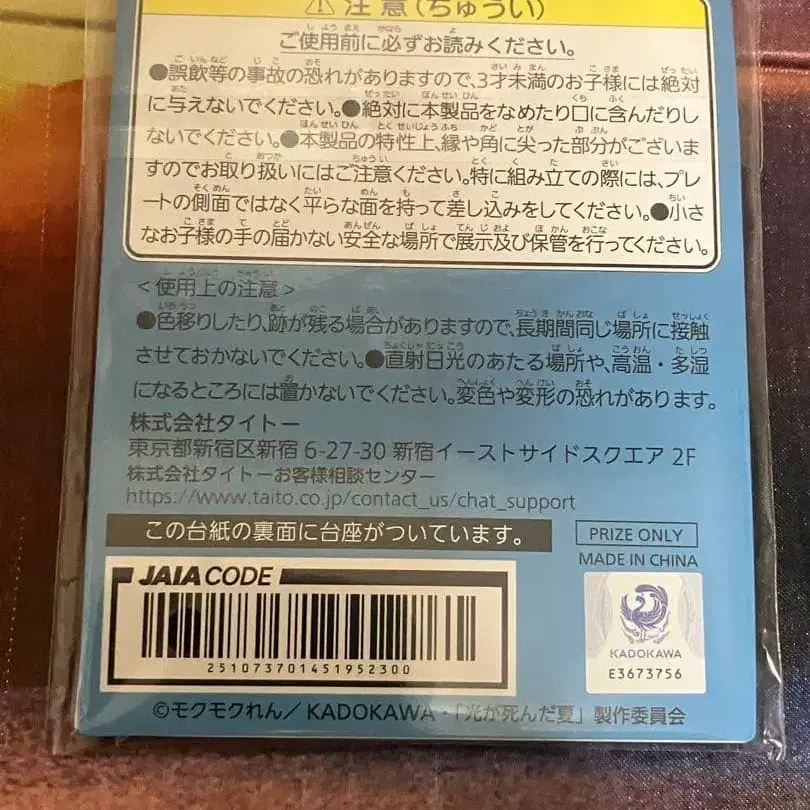 ⚠注意(ちゅうい)
ご使用前に必ずお読みください。
●誤飲等の事故の恐れがありますので、3才未満のお子様には絶対
に与えないでください。●絶対に本製品をなめたり口に含んだりし
ないでください。●本製品の特性上、縁や角に尖った部分がございま
すのでお取り扱いにはご注意ください。特に組み立ての際には、プレ
ートの側面ではなく平らな面を持って差し込みをしてください。●小さ
なお子様の手の届かない安全な場所で展示及び保管を行ってください。
<使用上の注意>
●色移りしたり、跡が残る場合がありますので、長期間同じ場所に接触
させておかないでください。●直射日光のあたる場所や、高温・多湿
になるところには置かないでください。変色や変形の恐れがあります。
株式会社タイトー
東京都新宿区新宿 6-27-30 新宿イーストサイドスクエア 2F
株式会社タイトーお客様相談センター
https://www.taito.co.jp/contact_us/chat_support
この台紙の裏面に台座がついています。
PRIZE ONLY
MADE IN CHINA
JAIA CODE
251073701451952300
KADOKAWA
E3673756
©モクモクれん/ KADOKAWA・「光が死んだ夏」製作委員会